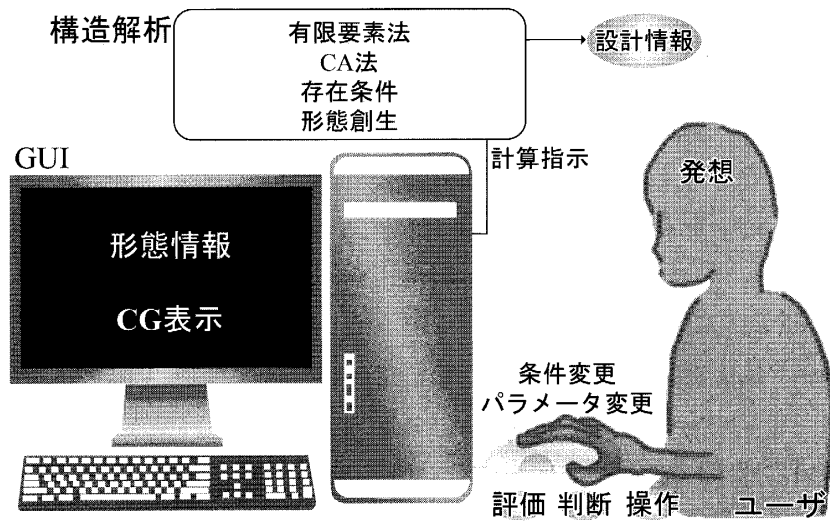 構造解析
有限要素法
CA法
存在条件
形態創生
設計情報
GUI
計算指示
発想
形態情報
CG表示
条件変更
パラメータ変更
評価 判断 操作
ユーザ